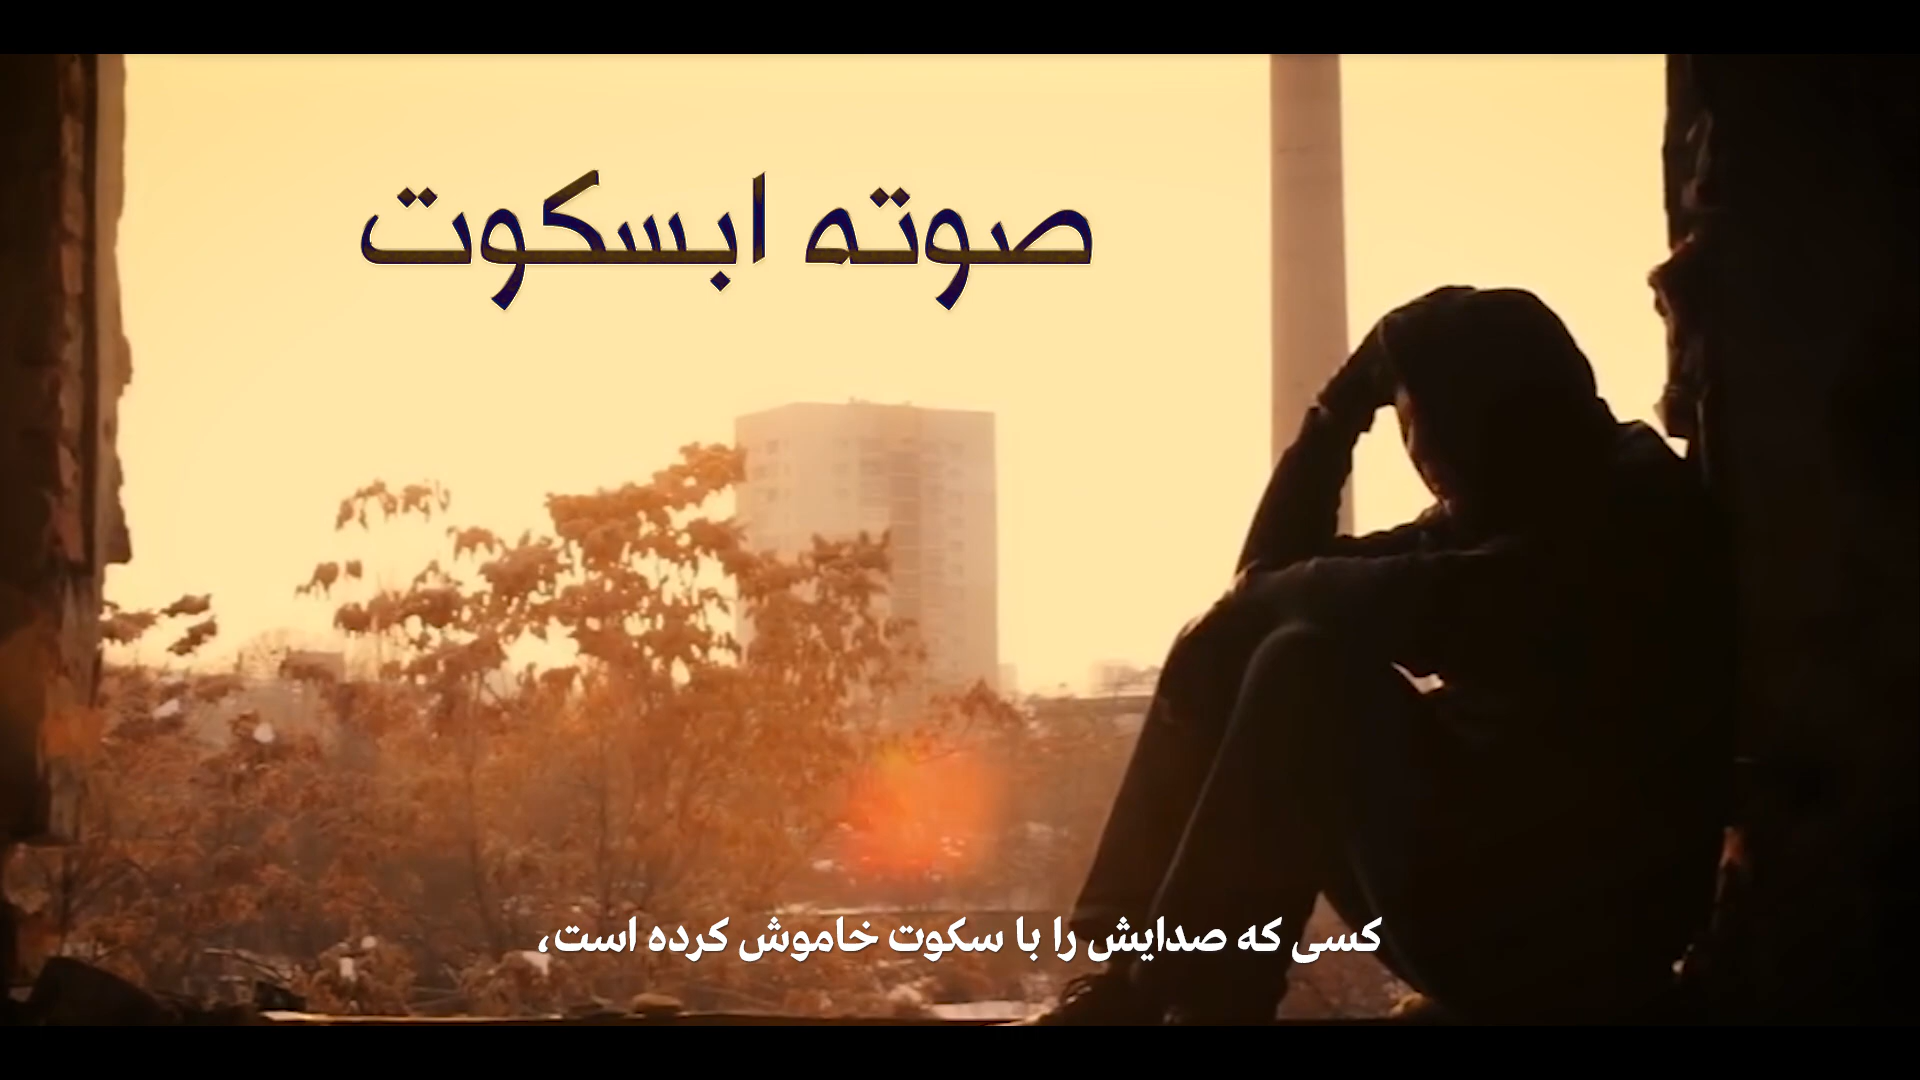 صوته ابسكوت
کسی که صدایش را با سکوت خاموش کرده است،